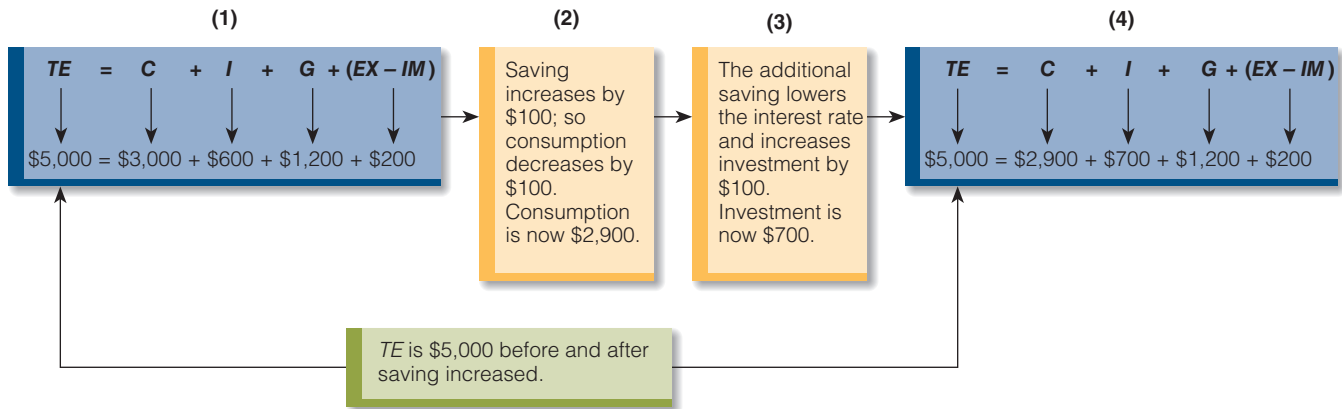 (1)
TE = C + I + G + (EX – IM)
$5,000 = $3,000 + $600 + $1,200 + $200
(2)
Saving
increases by
$100; so
consumption
decreases by
$100.
Consumption
is now $2,900.
(3)
The additional
saving lowers
the interest rate
and increases
investment by
$100.
Investment is
now $700.
(4)
TE = C + I + G + (EX – IM)
$5,000 = $2,900 + $700 + $1,200 + $200
TE is $5,000 before and after
saving increased.